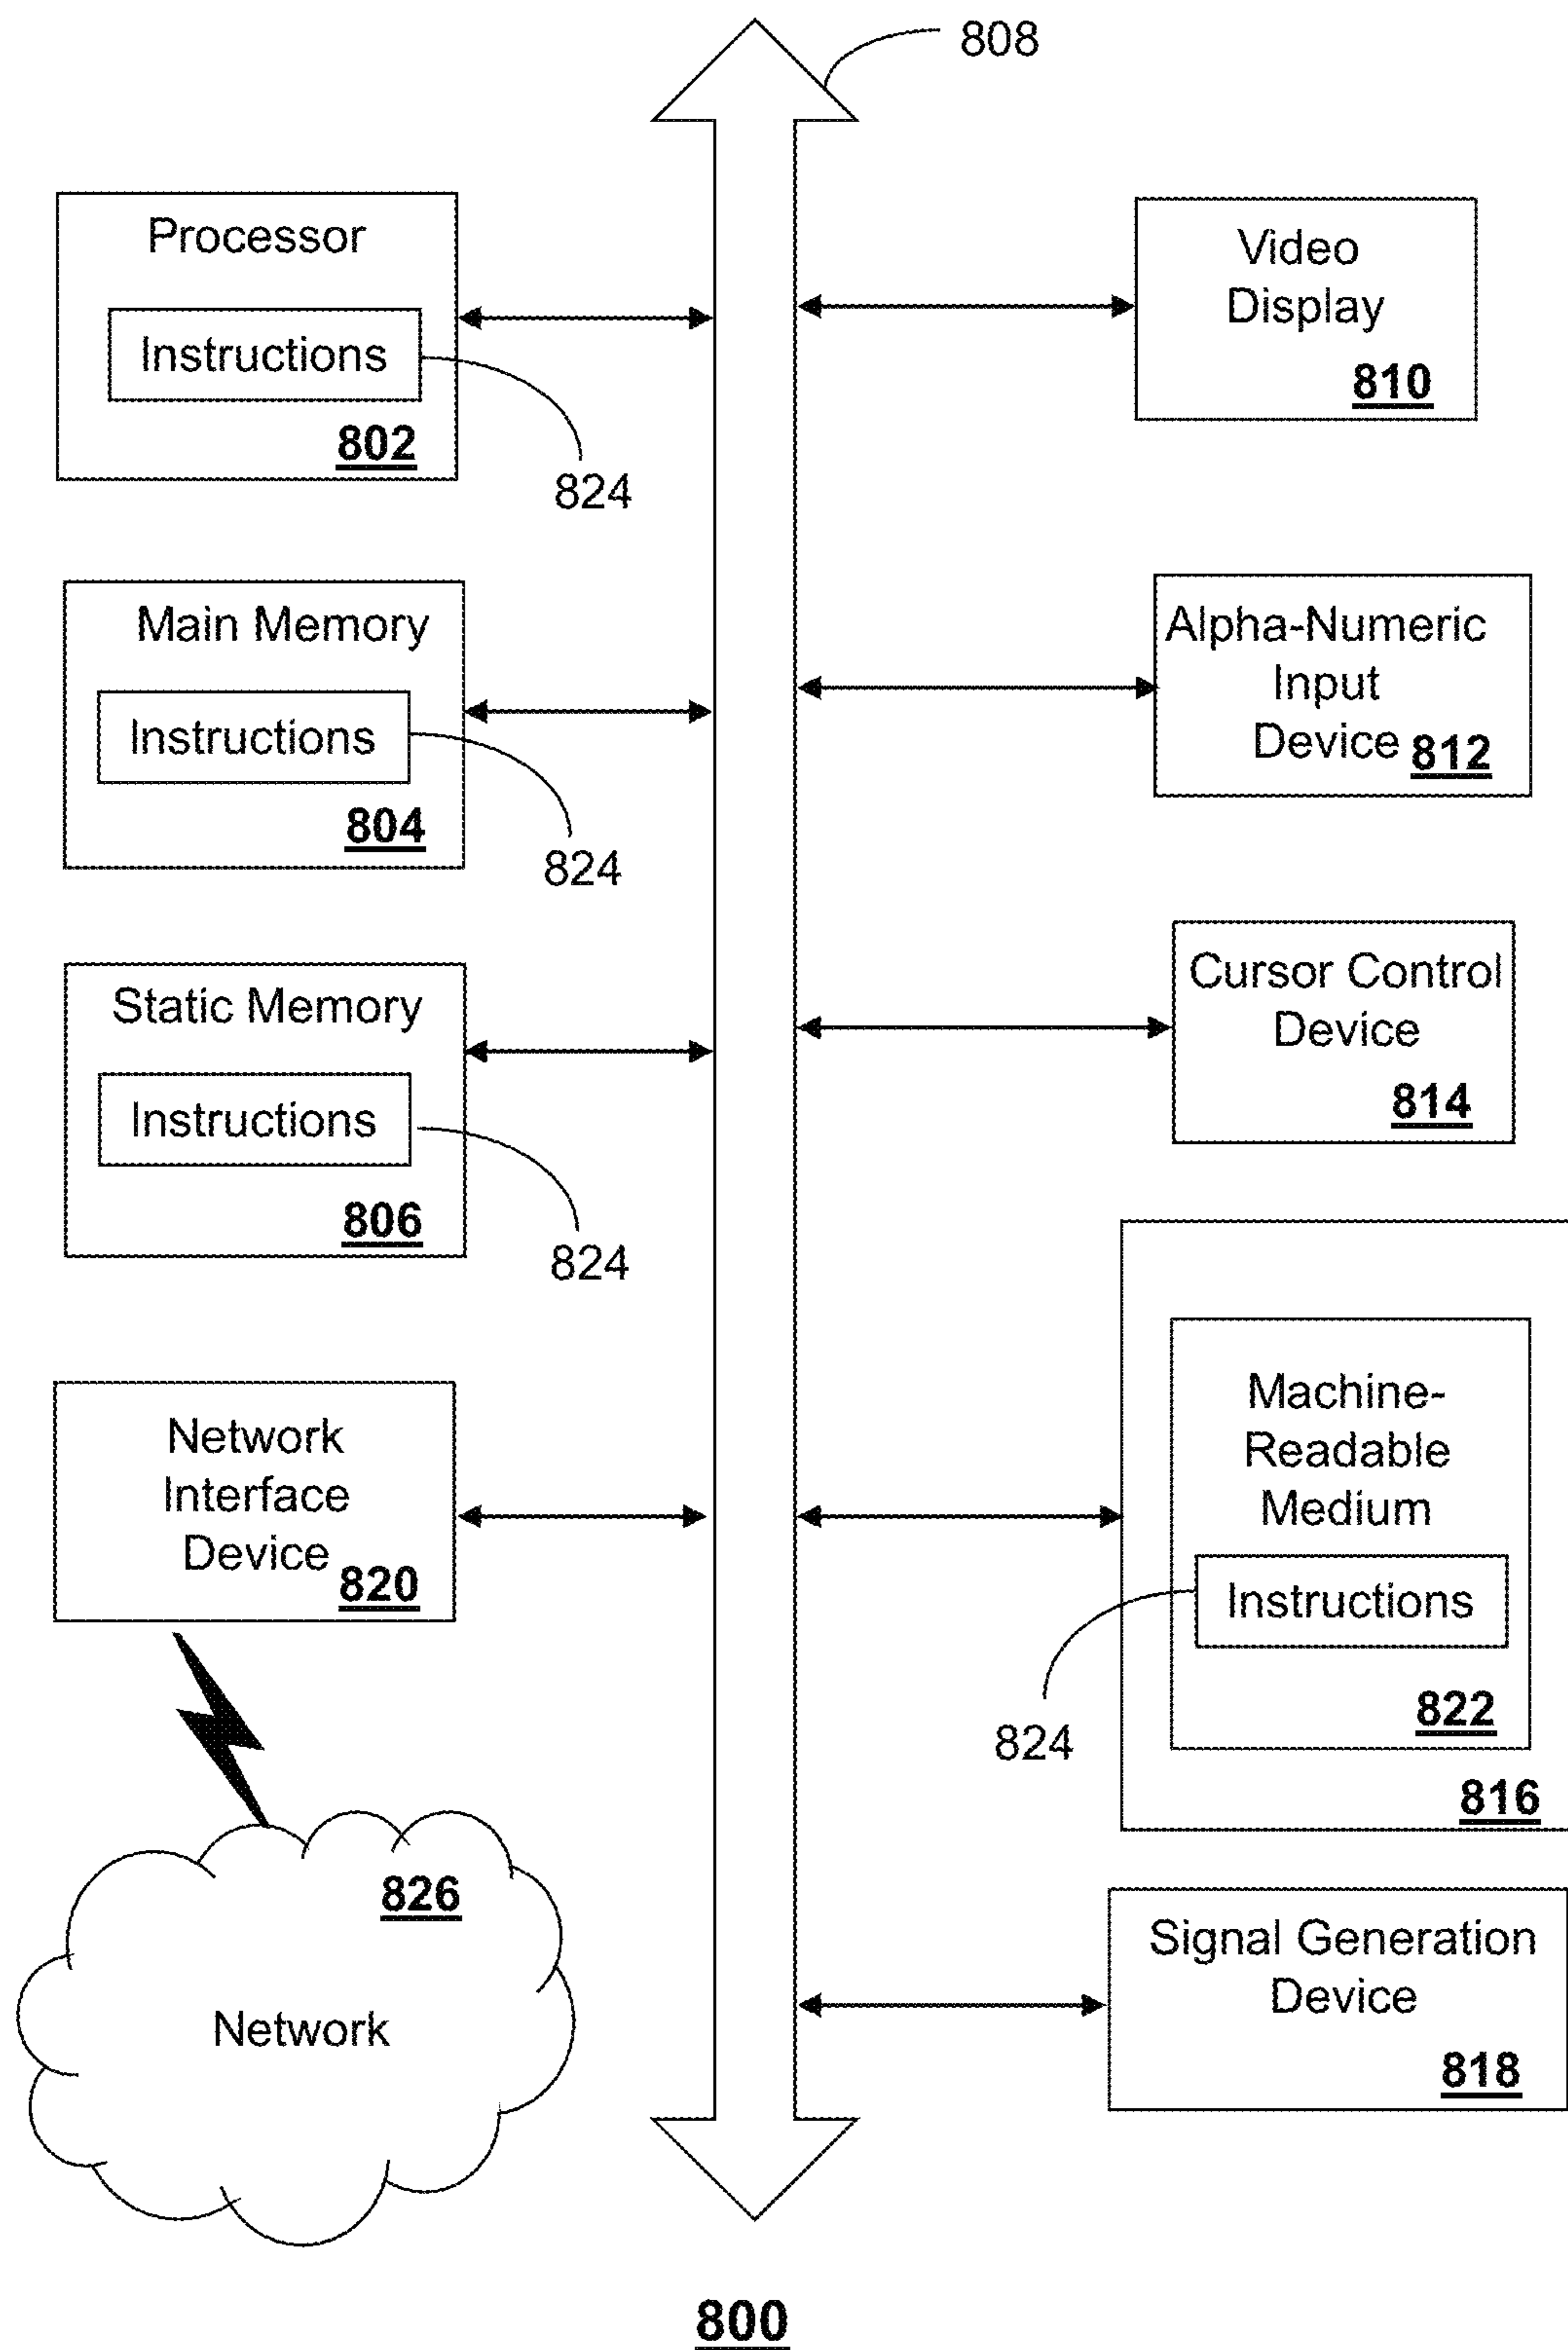 808
Processor
Instructions
802
824
Video
Display
810
Main Memory
Instructions
804
824
Alpha-Numeric
Input
Device
812
Static Memory
Instructions
806
824
Cursor Control
Device
814
Network
Interface
Device
820
Machine-
Readable
Medium
Instructions
824
822
816
826
Network
Signal Generation
Device
818
800